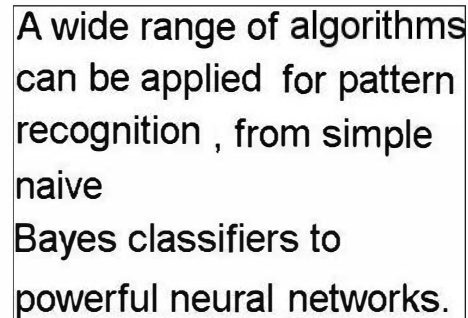 A wide range of algorithms
can be applied for pattern
recognition , from simple
naive
Bayes classifiers to
powerful neural networks.